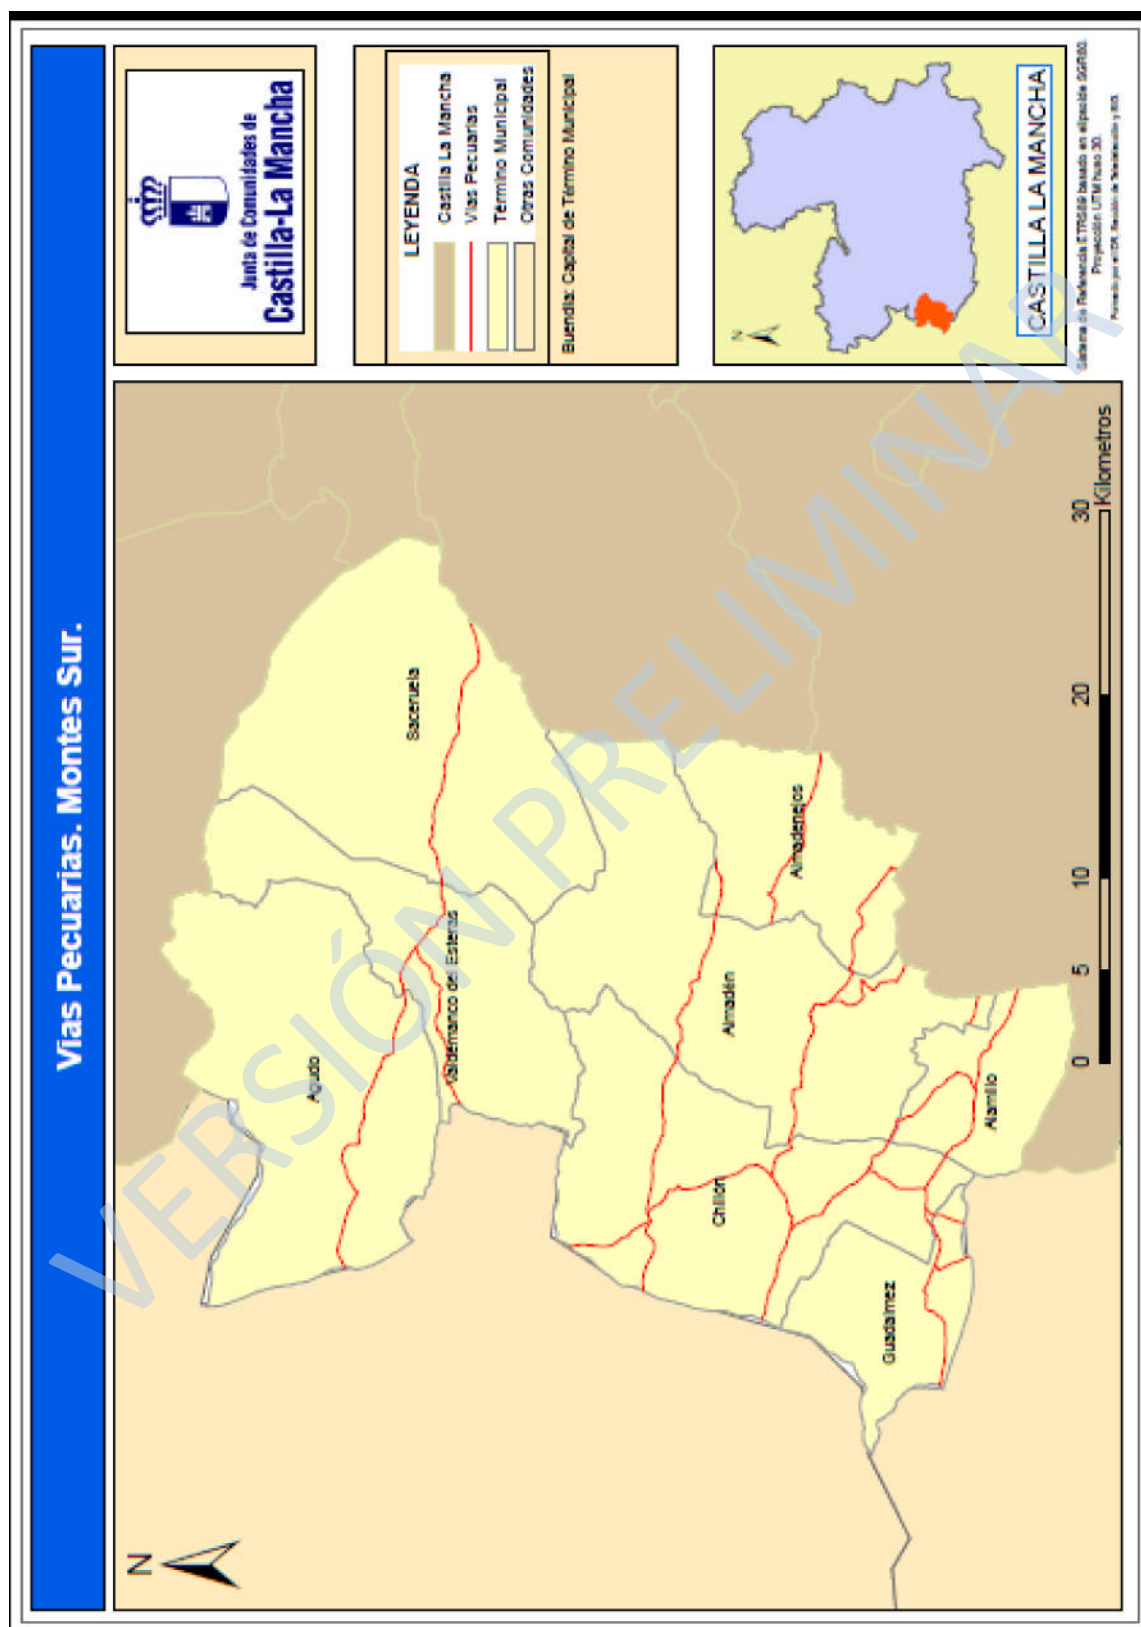 Vias Pecuarias. Montes Sur.
Junta de Comunidades de
Castilla-La Mancha
LEYENDA
Castilla La Mancha
Vias Pecuarias
Término Municipal
Otras Comunidades
Buendia: Capital de Término Municipal
N
CASTILLA LA MANCHA
Sistema de Referencia ETRS89 basado en elipsoide SGR80.
Proyección UTM huso 30.
N
Agudo
Saceruela
Valdemanco del Esteras
Almadén
Almadenejos
Chillón
Alamillo
Guadalmez
0 5 10 20 30
Kilometros
VERSIÓN PRELIMINAR